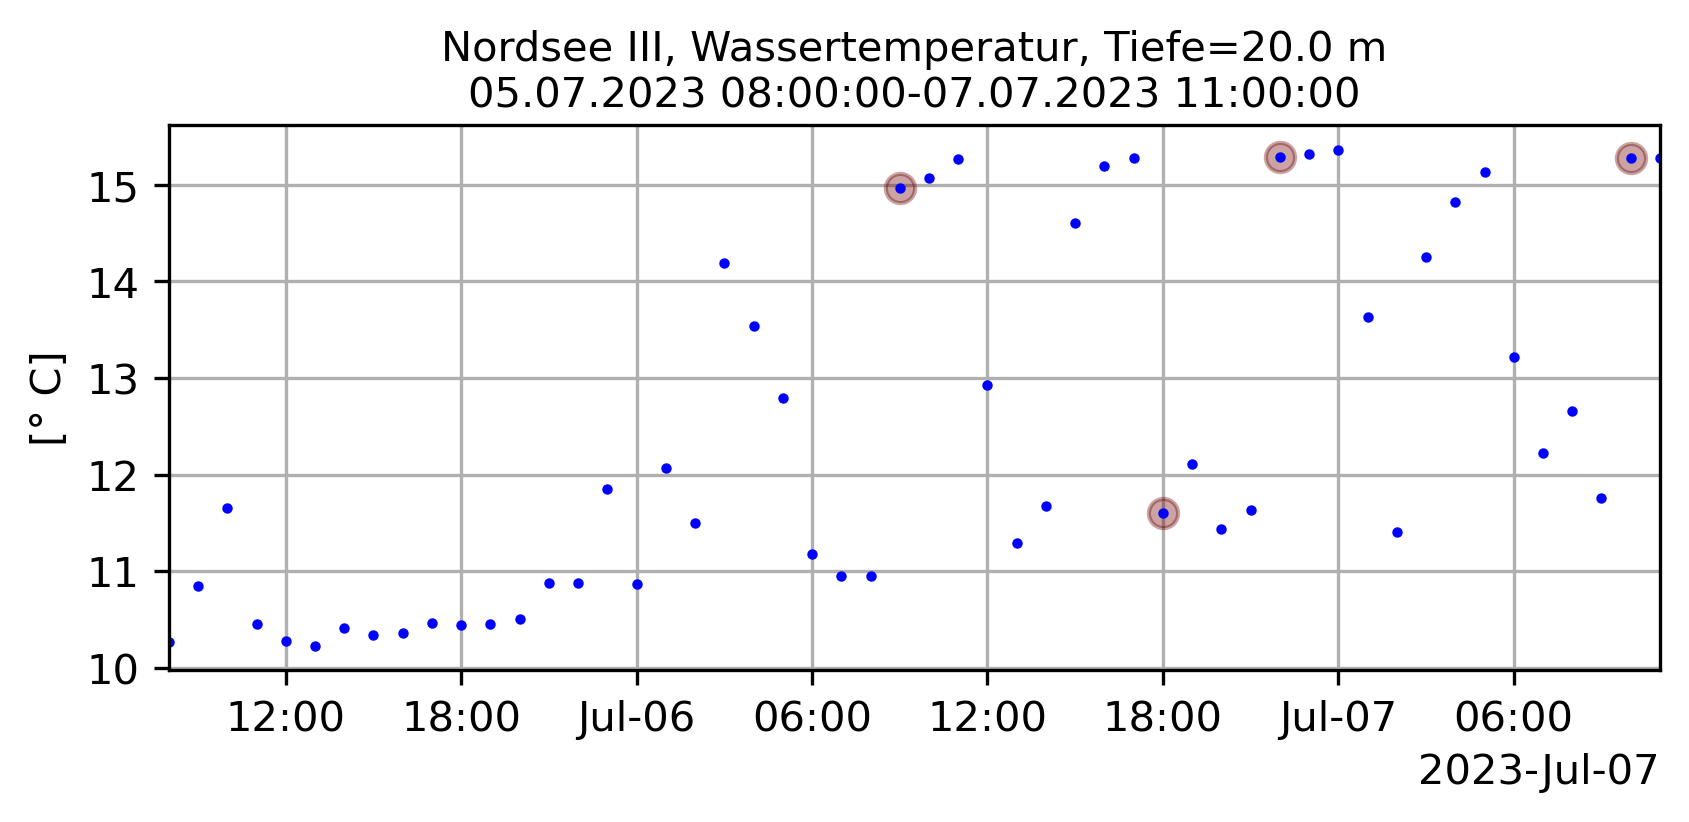 Nordsee III, Wassertemperatur, Tiefe=20.0 m
05.07.2023 08:00:00-07.07.2023 11:00:00
[° C]
15
14
13
12
11
10
12:00 18:00 Jul-06 06:00 12:00 18:00 Jul-07 06:00
2023-Jul-07